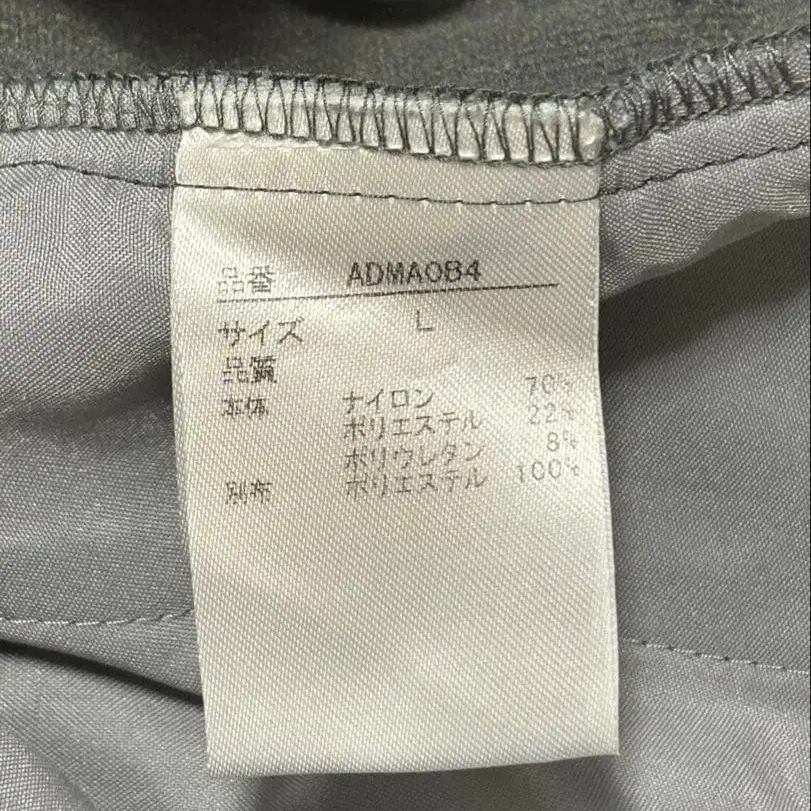 品番 ADMA0B4
サイズ L
品質
本体 ナイロン 70%
ポリエステル 22%
ポリウレタン 8%
別布 ポリエステル 100%